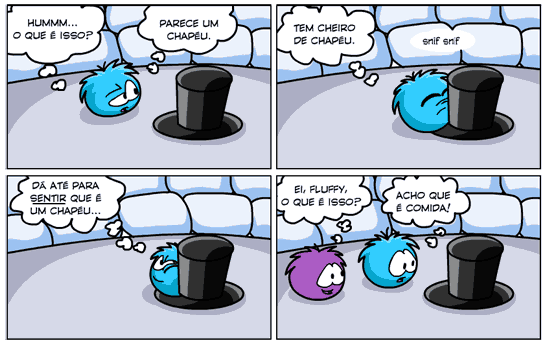 HUMMM...
O QUE É ISSO?
PARECE UM
CHAPÉU.
TEM CHEIRO
DE CHAPÉU.
snif snif
DÁ ATÉ PARA
SENTIR QUE É
UM CHAPÉU...
EI, FLUFFY,
O QUE É ISSO?
ACHO QUE
É COMIDA!